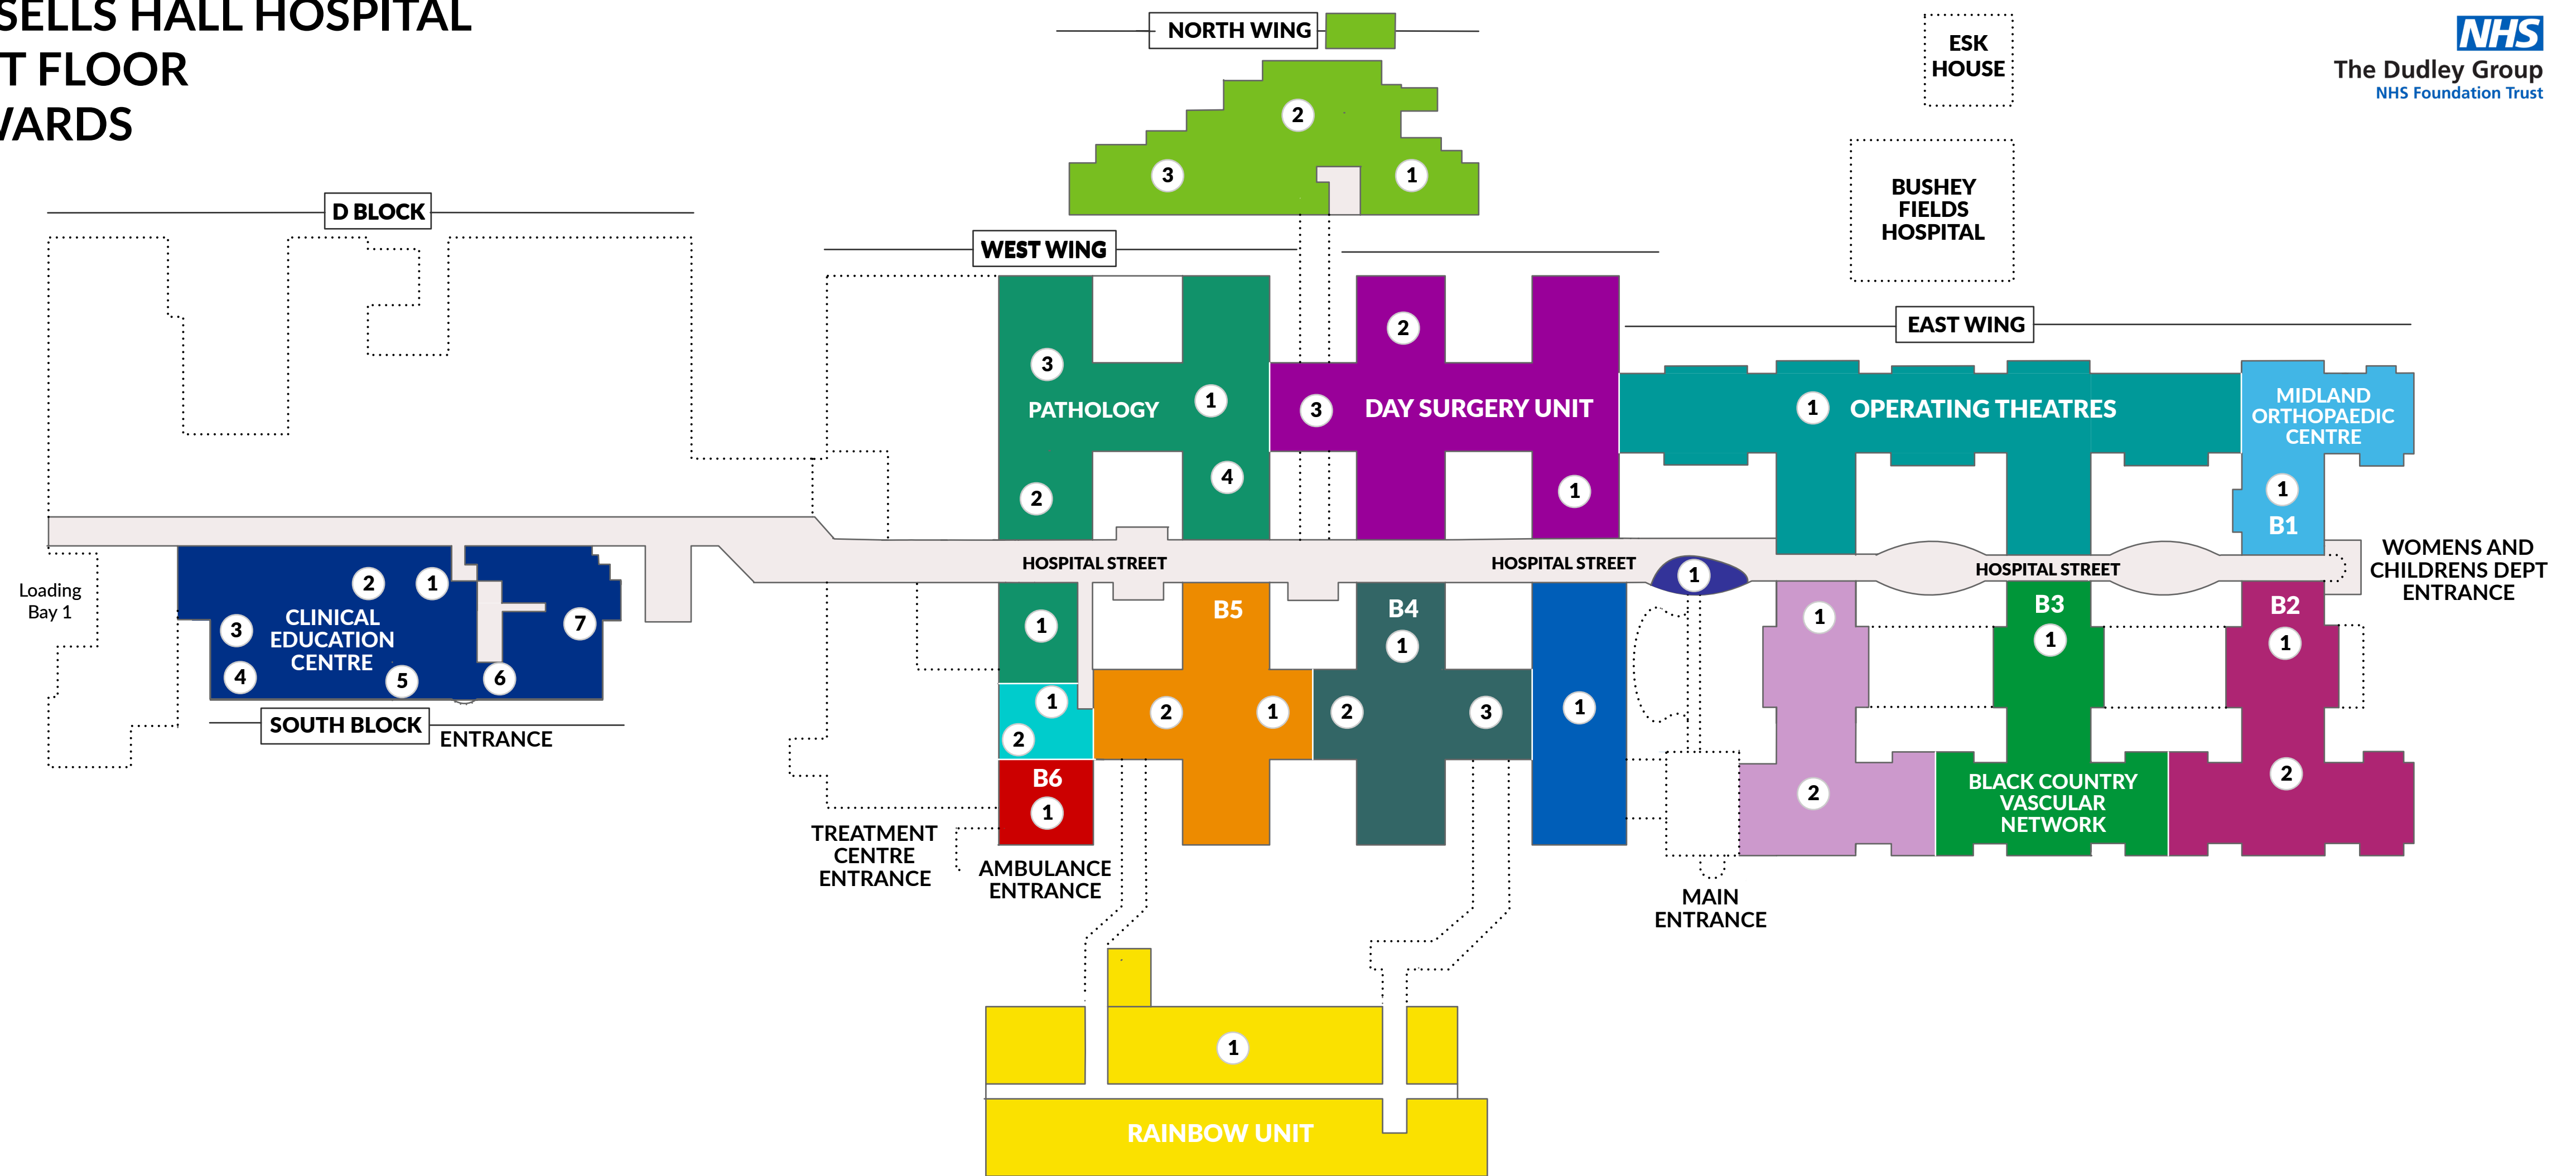 SELLS HALL HOSPITAL
T FLOOR
WARDS
NORTH WING
ESK
HOUSE
NHS
The Dudley Group
NHS Foundation Trust
2
3
1
BUSHEY
FIELDS
HOSPITAL
D BLOCK
WEST WING
EAST WING
3
PATHOLOGY
1
2
4
2
3
DAY SURGERY UNIT
1
1
OPERATING THEATRES
MIDLAND
ORTHOPAEDIC
CENTRE
1
B1
HOSPITAL STREET
HOSPITAL STREET
1
HOSPITAL STREET
WOMENS AND
CHILDRENS DEPT
ENTRANCE
Loading
Bay 1
2
1
3
CLINICAL
EDUCATION
CENTRE
7
4
5
6
SOUTH BLOCK
ENTRANCE
1
1
2
B6
1
B5
2
1
B4
1
2
3
1
1
2
B3
1
BLACK COUNTRY
VASCULAR
NETWORK
B2
1
2
TREATMENT
CENTRE
ENTRANCE
AMBULANCE
ENTRANCE
MAIN
ENTRANCE
1
RAINBOW UNIT